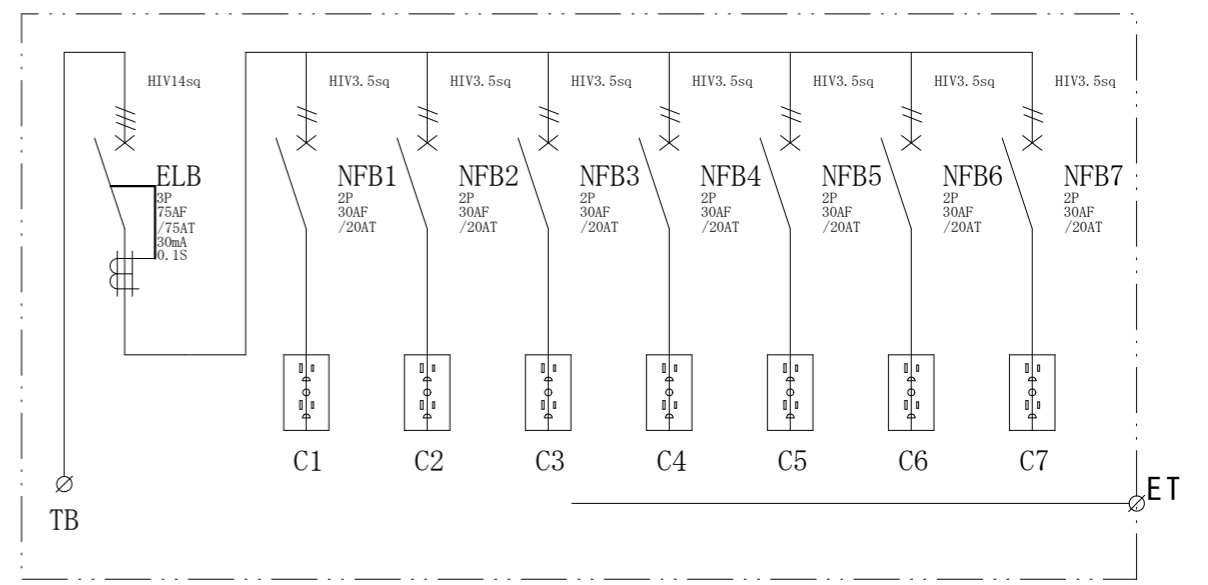 HIV14sq
HIV3.5sq
HIV3.5sq
HIV3.5sq
HIV3.5sq
HIV3.5sq
HIV3.5sq
HIV3.5sq
ELB
3P
75AF
/75AT
30mA
0.1S
NFB1
2P
30AF
/20AT
NFB2
2P
30AF
/20AT
NFB3
2P
30AF
/20AT
NFB4
2P
30AF
/20AT
NFB5
2P
30AF
/20AT
NFB6
2P
30AF
/20AT
NFB7
2P
30AF
/20AT
C1
C2
C3
C4
C5
C6
C7
TB
ET